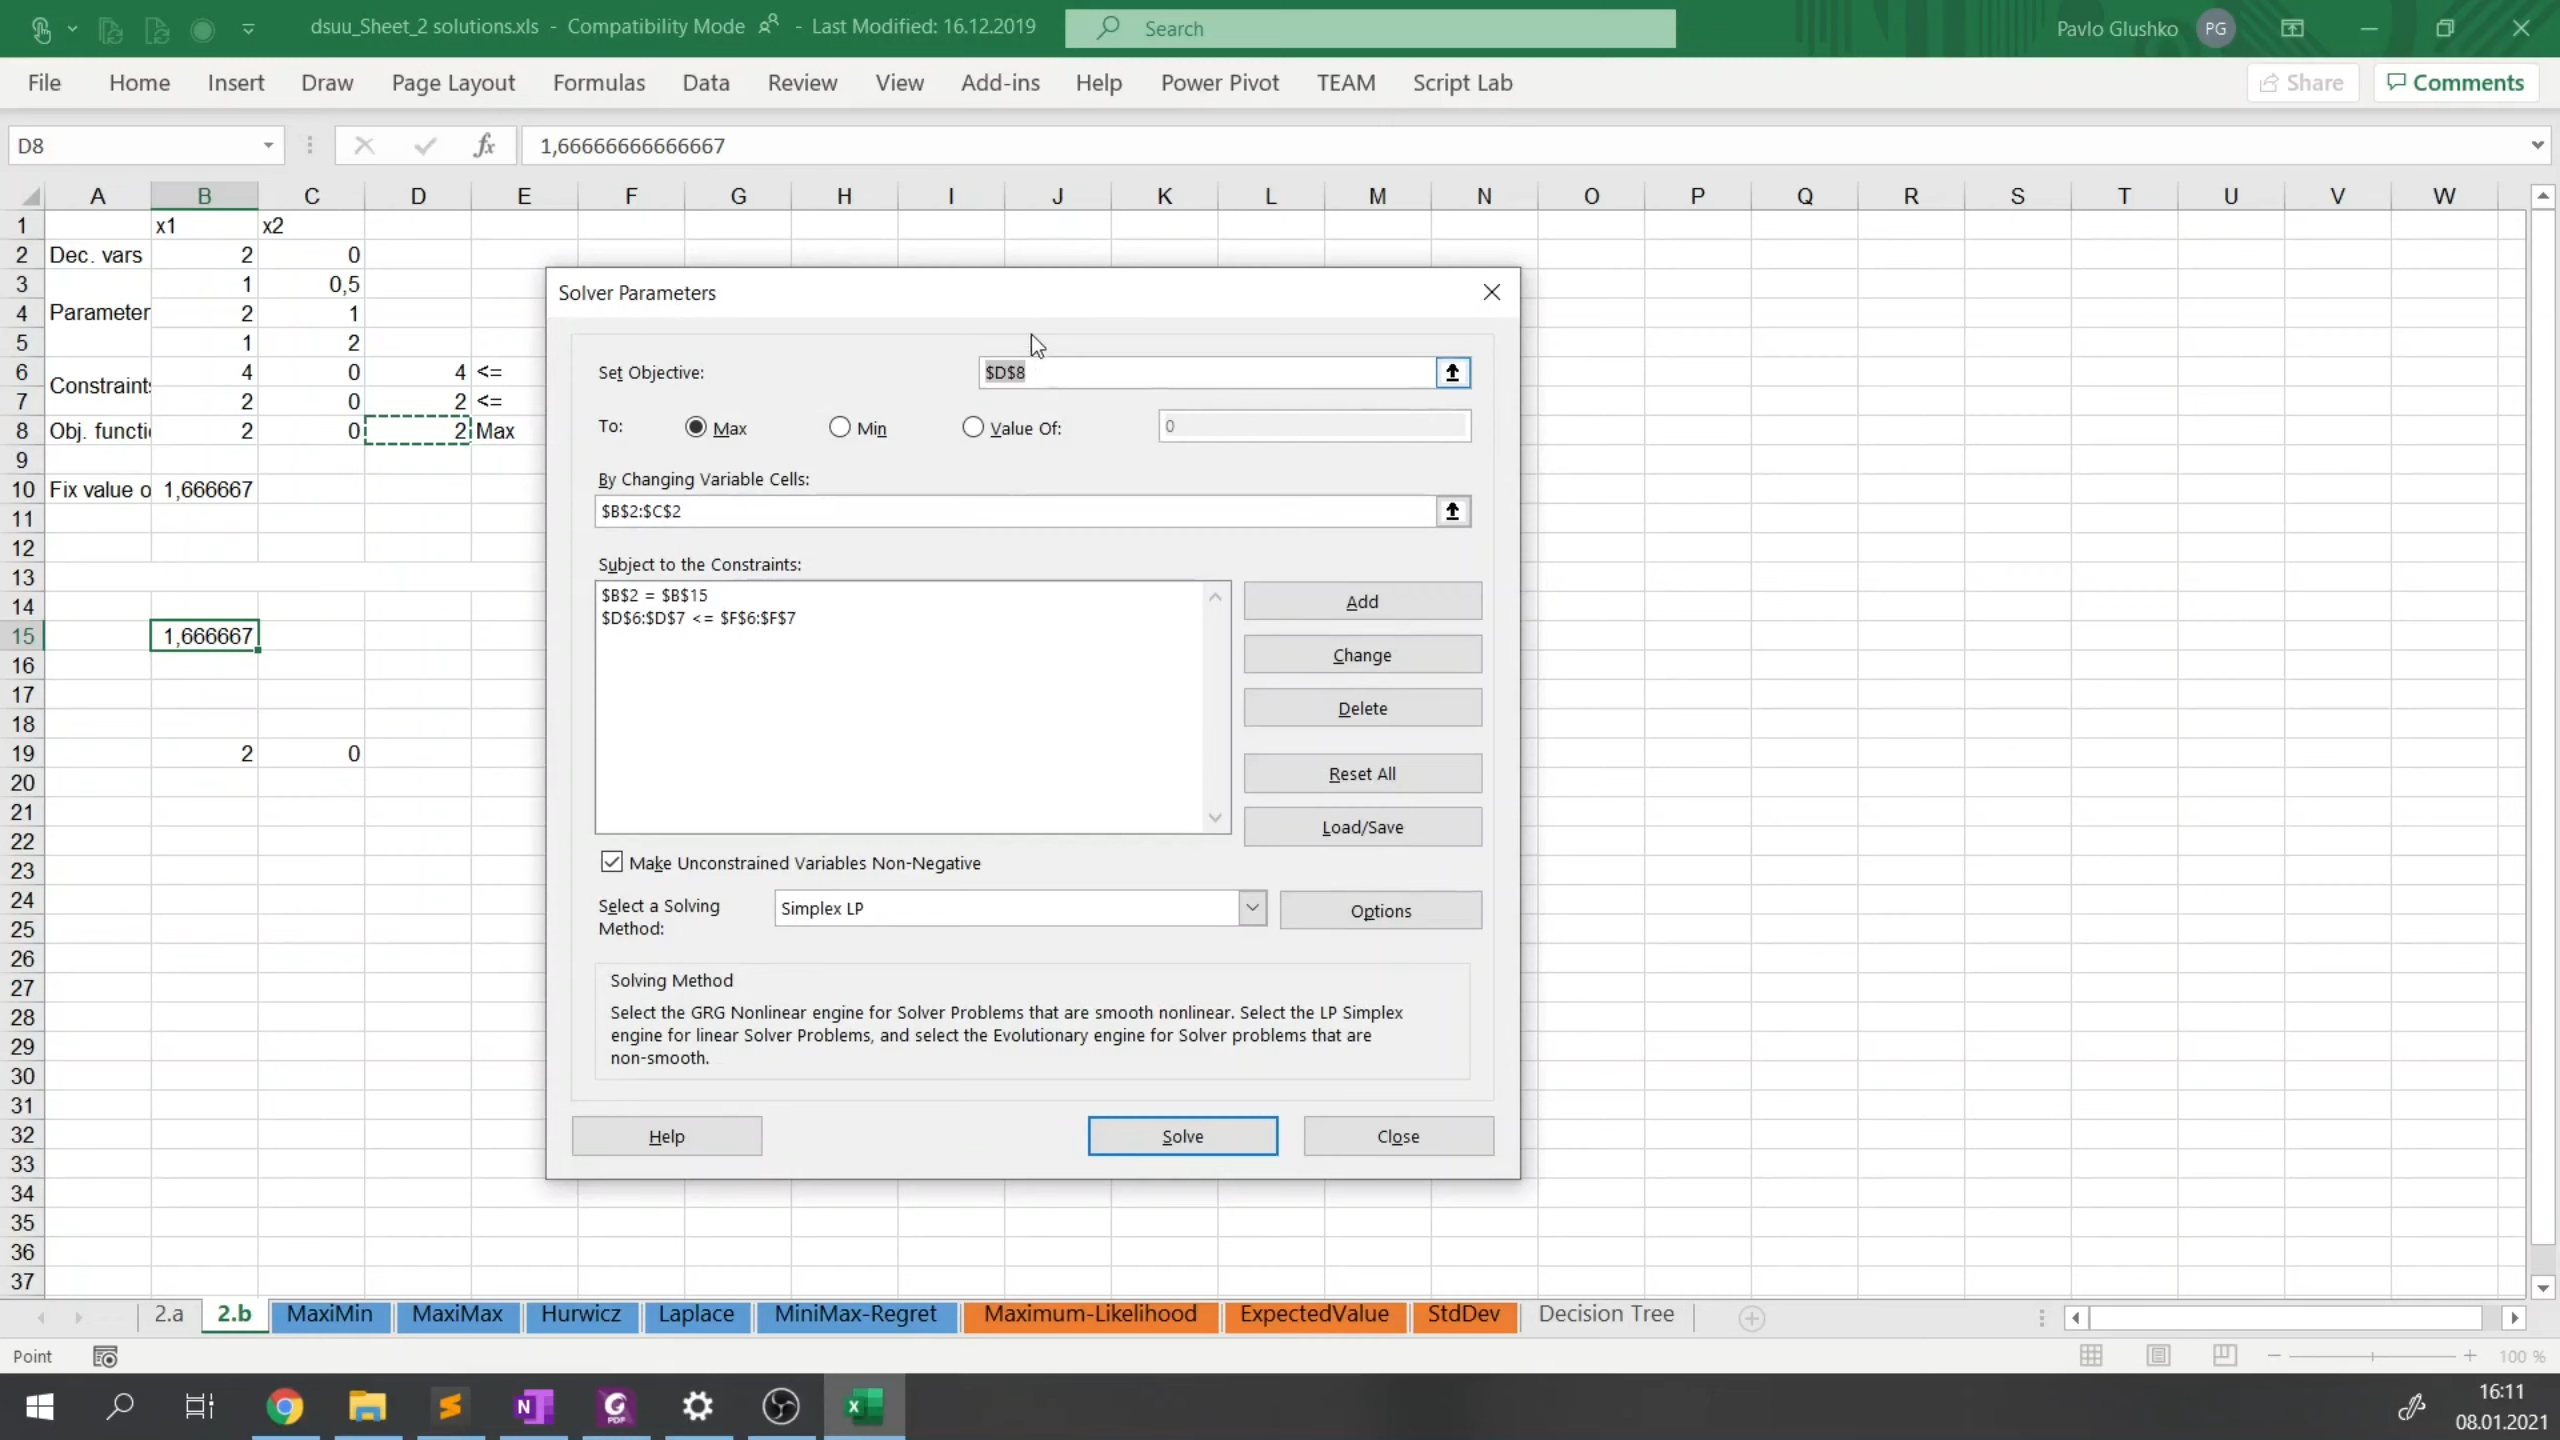 dsuu_Sheet_2 solutions.xls - Compatibility Mode - Last Modified: 16.12.2019 Search Pavlo Glushko PG
File Home Insert Draw Page Layout Formulas Data Review View Add-ins Help Power Pivot TEAM Script Lab Share Comments
D8 fx 1,66666666666667
A B C D E F G H I J K L M N O P Q R S T U V W
1 x1 x2
2 Dec. vars 2 0
3 1 0,5
4 Parameter 2 1
5 1 2
6 4 0 4 <=
Constraint
7 2 0 2 <=
8 Obj. functi 2 0 2 Max
9
10 Fix value o 1,666667
11
12
13
14
15 1,666667
16
17
18
19 2 0
20
21
22
23
24
25
26
27
28
29
30
31
32
33
34
35
36
37
Solver Parameters
Set Objective: $D$8
To: Max Min Value Of: 0
By Changing Variable Cells:
$B$2:$C$2
Subject to the Constraints:
$B$2 = $B$15
$D$6:$D$7 <= $F$6:$F$7
Add
Change
Delete
Reset All
Load/Save
Make Unconstrained Variables Non-Negative
Select a Solving Method: Simplex LP Options
Solving Method
Select the GRG Nonlinear engine for Solver Problems that are smooth nonlinear. Select the LP Simplex
engine for linear Solver Problems, and select the Evolutionary engine for Solver problems that are
non-smooth.
Help Solve Close
2.a 2.b MaxiMin MaxiMax Hurwicz Laplace MiniMax-Regret Maximum-Likelihood ExpectedValue StdDev Decision Tree
Point 100 %
16:11
08.01.2021